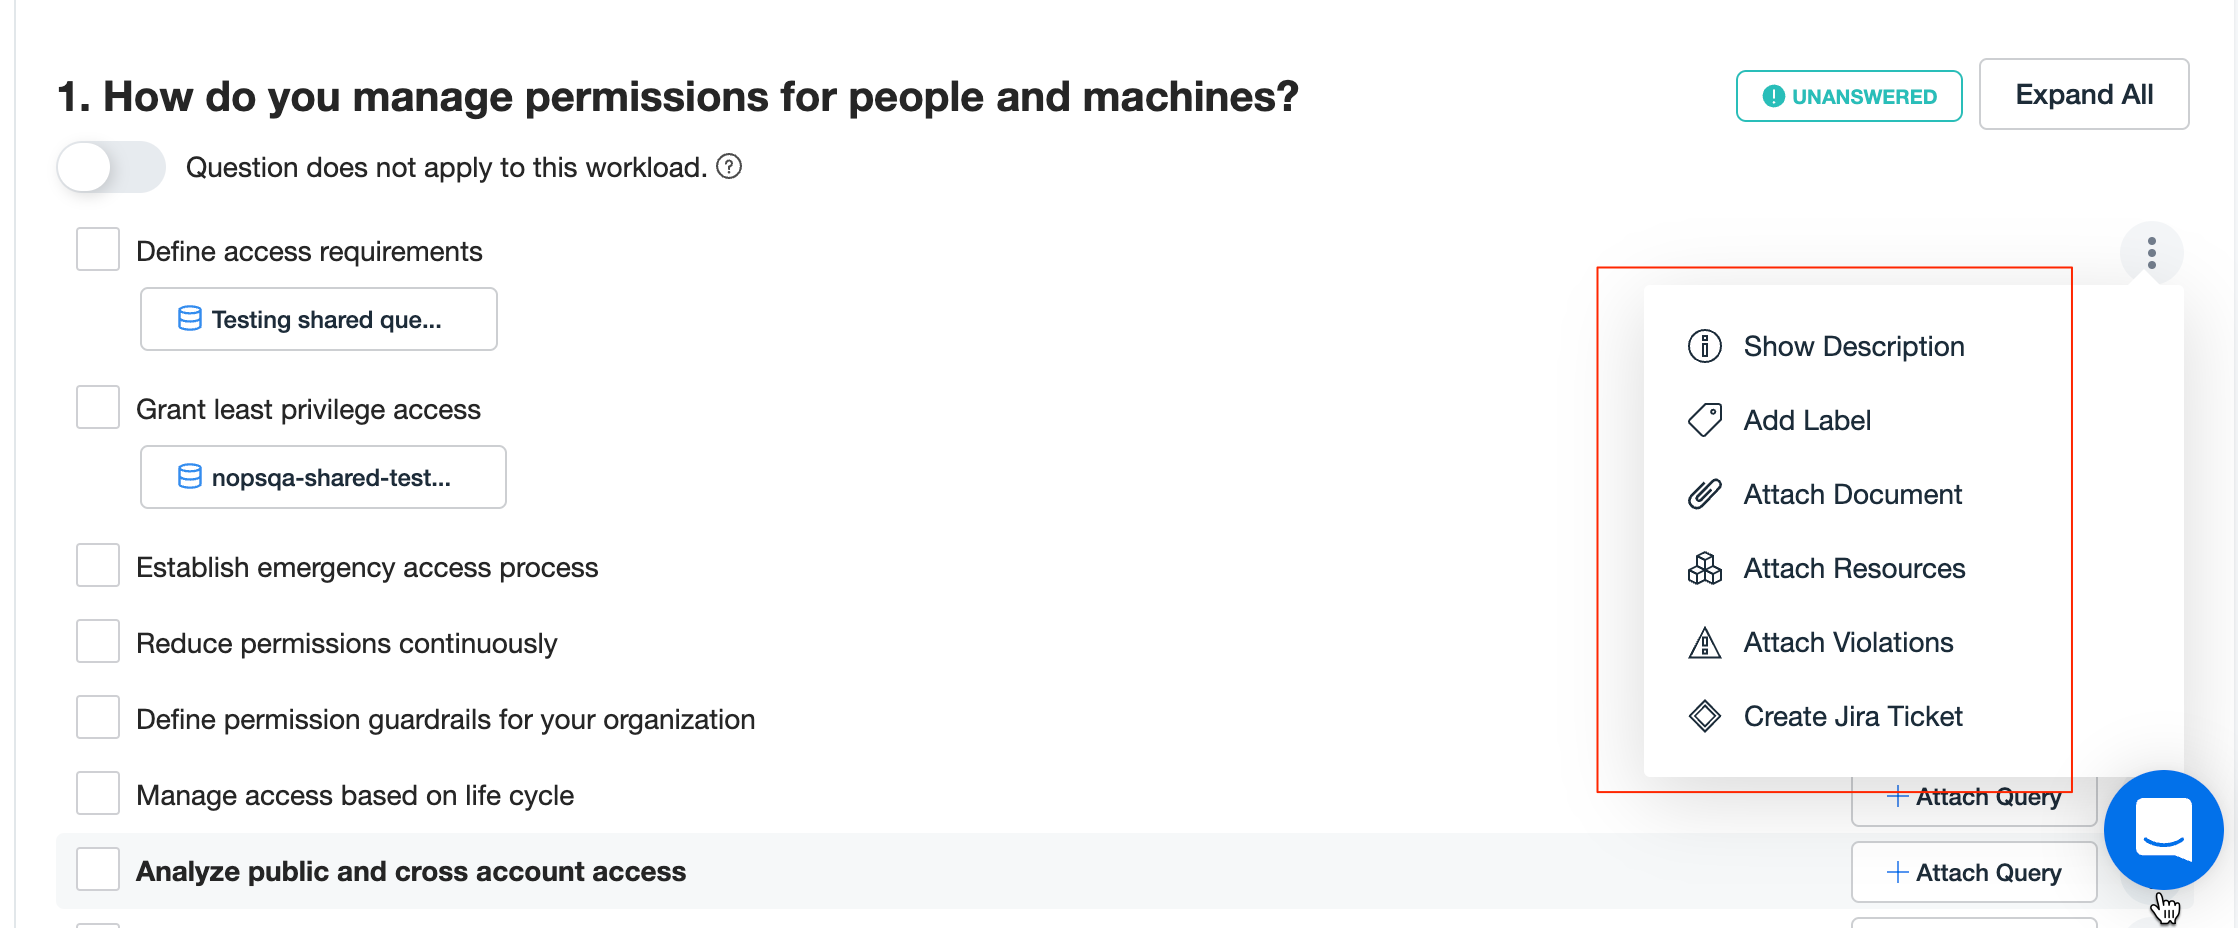 1. How do you manage permissions for people and machines?
UNANSWERED
Expand All
Question does not apply to this workload.
Define access requirements
Testing shared que...
Grant least privilege access
nopsqa-shared-test...
Establish emergency access process
Reduce permissions continuously
Define permission guardrails for your organization
Manage access based on life cycle
Analyze public and cross account access
Show Description
Add Label
Attach Document
Attach Resources
Attach Violations
Create Jira Ticket
+ Attach Query
+ Attach Query